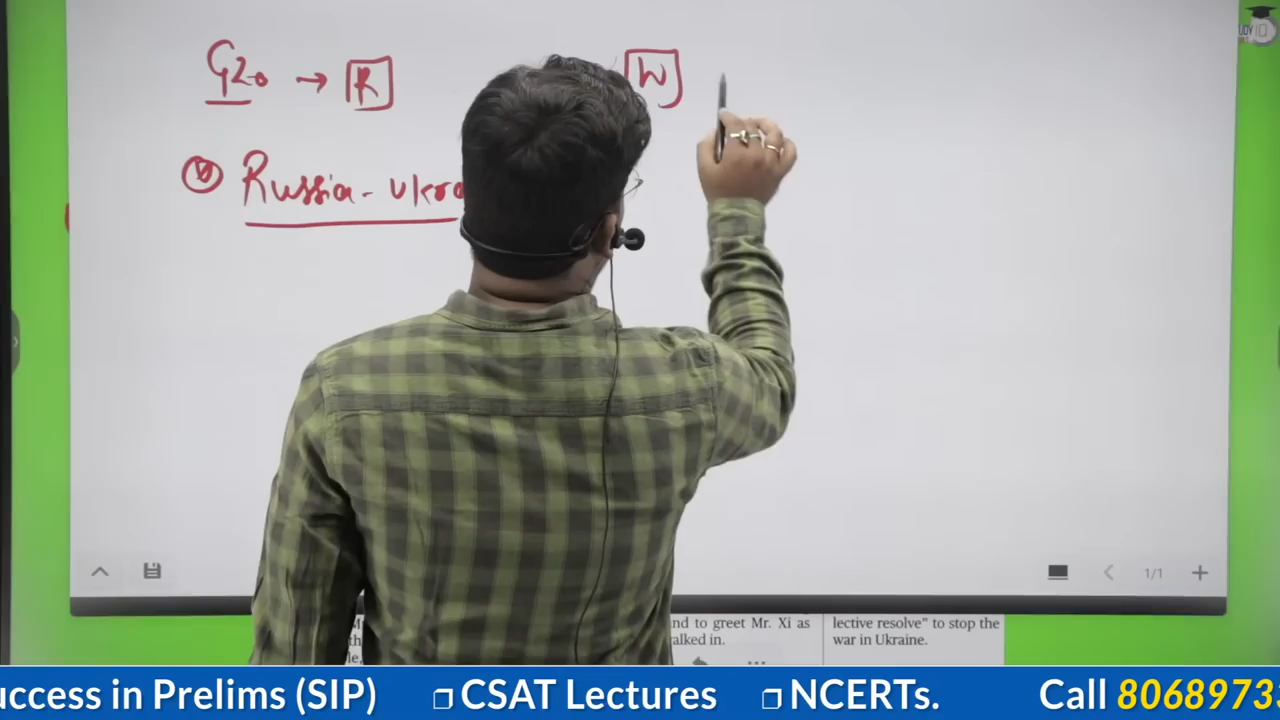 G20 → R W
Russia - Ukra
nd to greet Mr. Xi as
alked in.
lective resolve" to stop the
war in Ukraine.
1/1
uccess in Prelims (SIP) ❐ CSAT Lectures ❐ NCERTs. Call 8068973